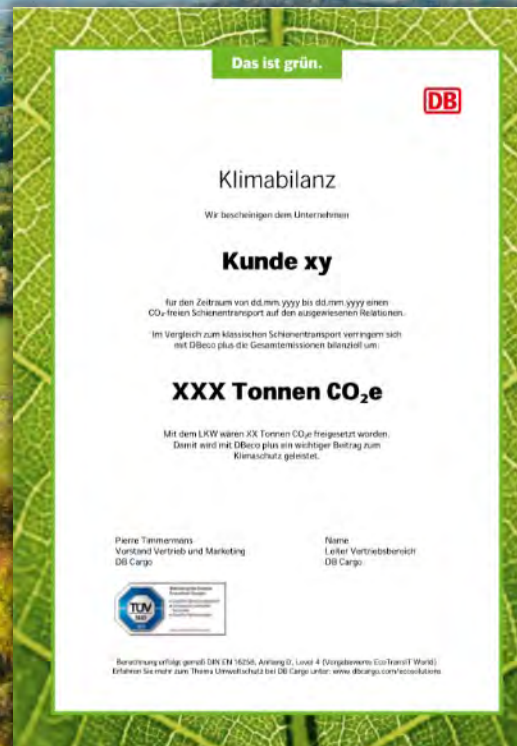 Das ist grün.
DB
Klimabilanz
Wir bescheinigen dem Unternehmen
Kunde xy
für den Zeitraum von dd.mm.yyyy bis dd.mm.yyyy einen
CO₂-freien Schienentransport auf den ausgewiesenen Relationen.
Im Vergleich zum klassischen Schienentransport verringern sich
mit DBeco plus die Gesamtemissionen bilanziell um:
XXX Tonnen CO₂e
Mit dem LKW wären XX Tonnen CO₂e freigesetzt worden.
Damit wird mit DBeco plus ein wichtiger Beitrag zum
Klimaschutz geleistet.
Pierre Timmermans
Vorstand Vertrieb und Marketing
DB Cargo
Name
Leiter Vertriebsbereich
DB Cargo
TÜV
SÜD
Berechnung erfolgt gemäß DIN EN 16258, Anhang D, Level 4 (Vorgabewerte EcoTransIT World)
Erfahren Sie mehr zum Thema Umweltschutz bei DB Cargo unter: www.dbcargo.com/ecosolutions